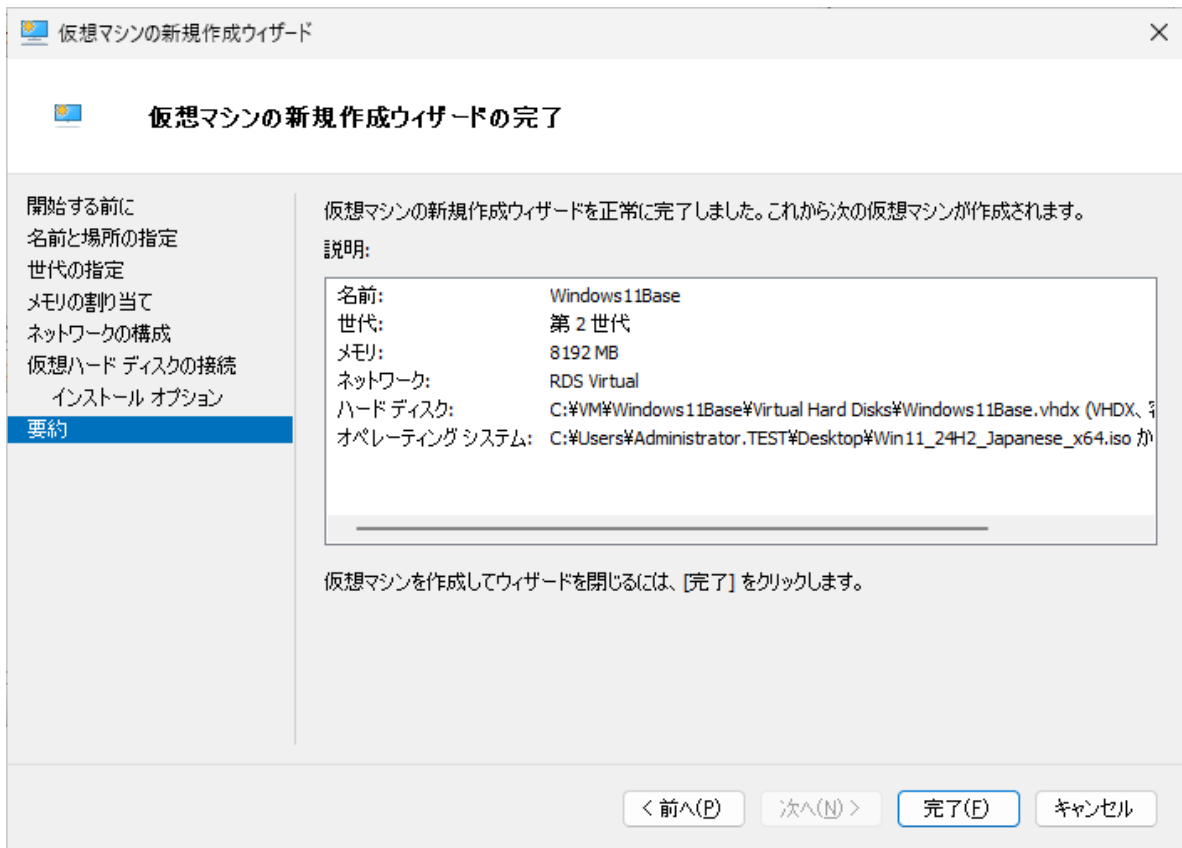 仮想マシンの新規作成ウィザード
仮想マシンの新規作成ウィザードの完了
開始する前に
名前と場所の指定
世代の指定
メモリの割り当て
ネットワークの構成
仮想ハード ディスクの接続
インストール オプション
要約
仮想マシンの新規作成ウィザードを正常に完了しました。これから次の仮想マシンが作成されます。
説明:
名前: Windows11Base
世代: 第 2 世代
メモリ: 8192 MB
ネットワーク: RDS Virtual
ハード ディスク: C:¥VM¥Windows11Base¥Virtual Hard Disks¥Windows11Base.vhdx (VHDX、
オペレーティング システム: C:¥Users¥Administrator.TEST¥Desktop¥Win11_24H2_Japanese_x64.iso か
仮想マシンを作成してウィザードを閉じるには、[完了] をクリックします。
< 前へ(P) 次へ(N) > 完了(F) キャンセル